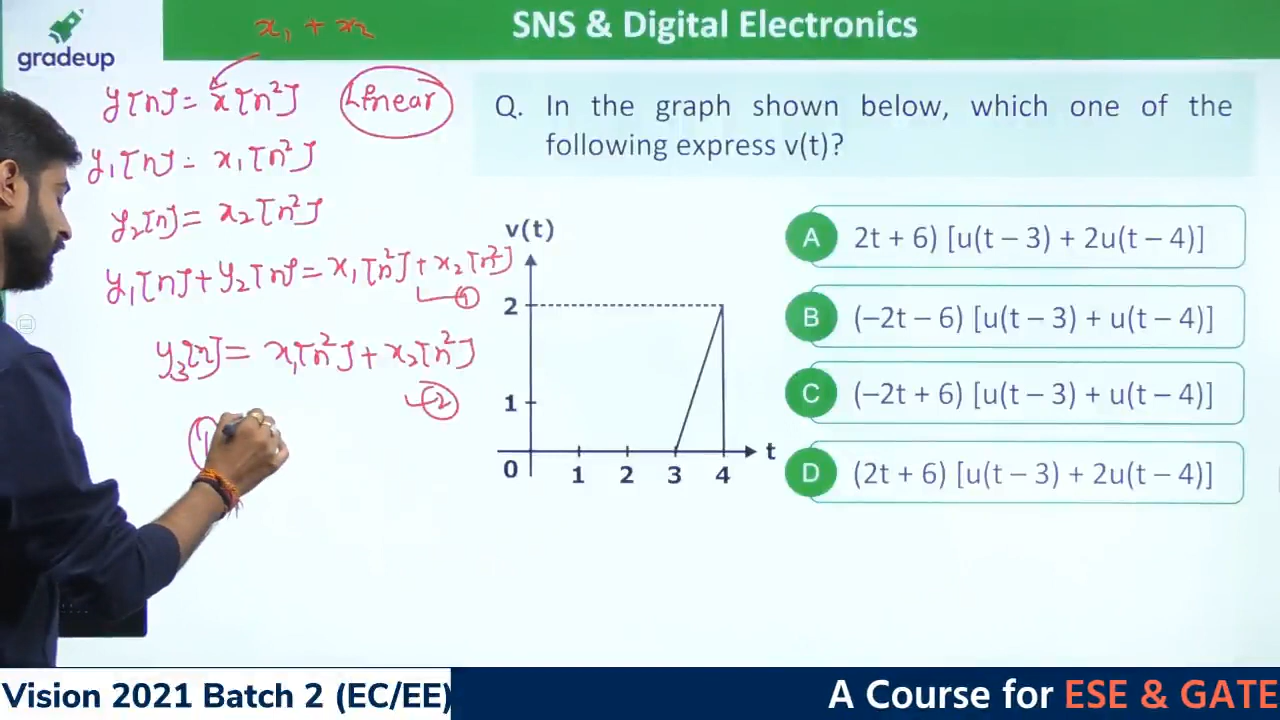 gradeup
SNS & Digital Electronics
x₁ + x₂
y[n] = x[n²] Linear
y₁[n] = x₁[n²]
y₂[n] = x₂[n²]
y₁[n] + y₂[n] = x₁[n²] + x₂[n²]
①
y₃[n] = x₁[n²] + x₂[n²]
②
1
Q. In the graph shown below, which one of the
following express v(t)?
v(t)
2
1
0 1 2 3 4 t
A 2t + 6) [u(t – 3) + 2u(t – 4)]
B (–2t – 6) [u(t – 3) + u(t – 4)]
C (–2t + 6) [u(t – 3) + u(t – 4)]
D (2t + 6) [u(t – 3) + 2u(t – 4)]
Vision 2021 Batch 2 (EC/EE)
A Course for ESE & GATE